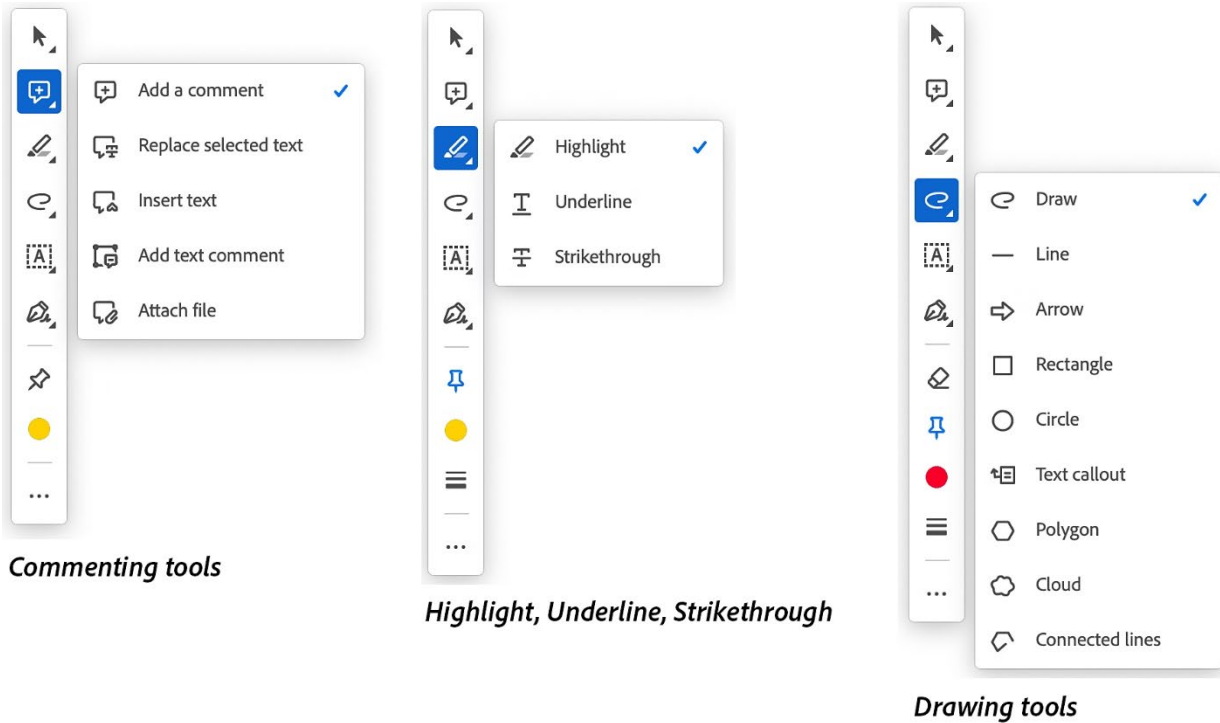 Add a comment
Replace selected text
Insert text
Add text comment
Attach file
A
Commenting tools
Highlight
Underline
Strikethrough
A
Highlight, Underline, Strikethrough
Draw
Line
Arrow
Rectangle
Circle
Text callout
Polygon
Cloud
Connected lines
A
Drawing tools